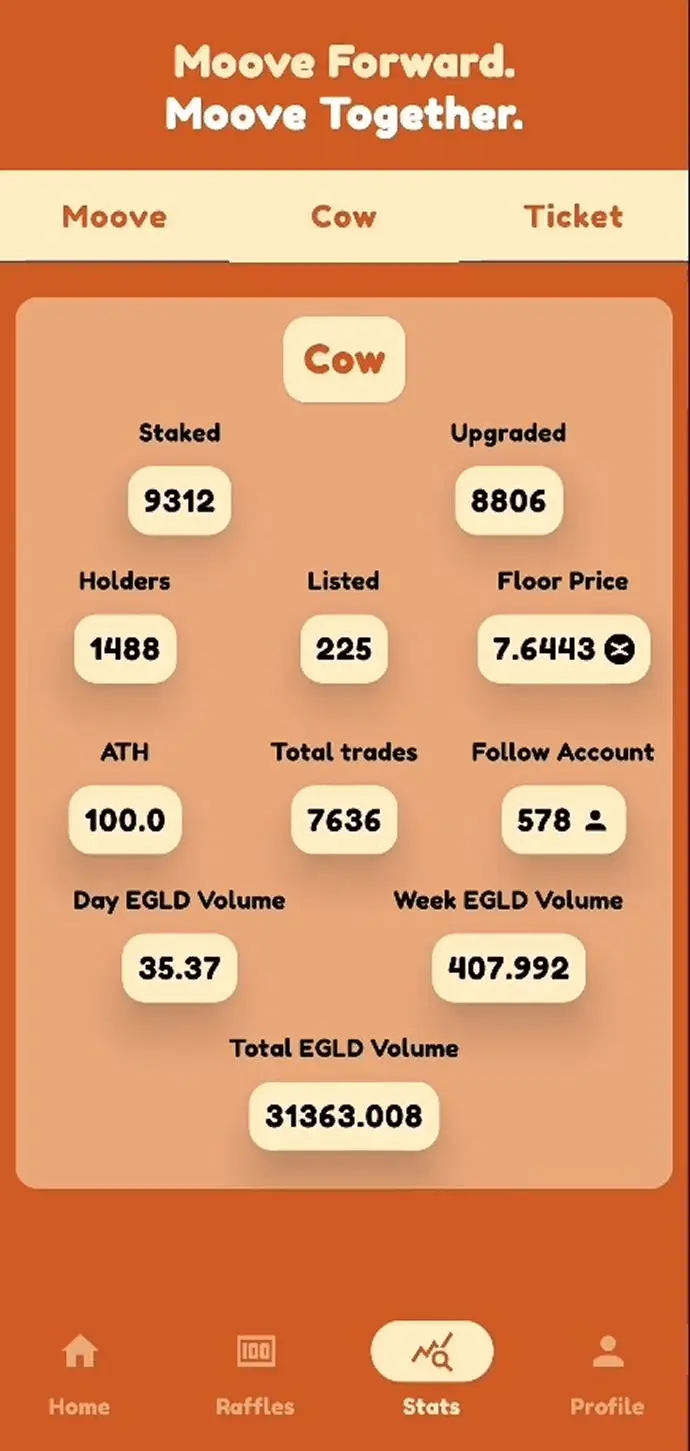 Moove Forward.
Moove Together.
Moove Cow Ticket
Cow
Staked Upgraded
9312 8806
Holders Listed Floor Price
1488 225 7.6443
ATH Total trades Follow Account
100.0 7636 578
Day EGLD Volume Week EGLD Volume
35.37 407.992
Total EGLD Volume
31363.008
100
Home Raffles Stats Profile